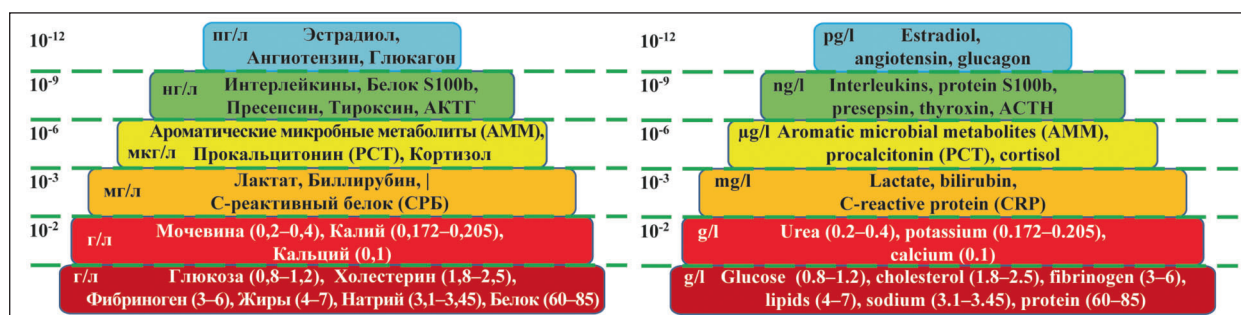 10-12
пг/л Эстрадиол,
Ангиотензин, Глюкагон
10-9
нг/л Интерлейкины, Белок S100b,
Пресепсин, Тироксин, АКТГ
10-6
Ароматические микробные метаболиты (АММ),
мкг/л Прокальцитонин (РСТ), Кортизол
10-3
мг/л Лактат, Биллирубин, |
С-реактивный белок (СРБ)
10-2
г/л Мочевина (0,2–0,4), Калий (0,172–0,205),
Кальций (0,1)
г/л Глюкоза (0,8–1,2), Холестерин (1,8–2,5),
Фибриноген (3–6), Жиры (4–7), Натрий (3,1–3,45), Белок (60–85)
10-12
pg/l Estradiol,
angiotensin, glucagon
10-9
ng/l Interleukins, protein S100b,
presepsin, thyroxin, ACTH
10-6
µg/l Aromatic microbial metabolites (AMM),
procalcitonin (PCT), cortisol
10-3
mg/l Lactate, bilirubin,
C-reactive protein (CRP)
10-2
g/l Urea (0.2–0.4), potassium (0.172–0.205),
calcium (0.1)
g/l Glucose (0.8–1.2), cholesterol (1.8–2.5), fibrinogen (3–6),
lipids (4–7), sodium (3.1–3.45), protein (60–85)